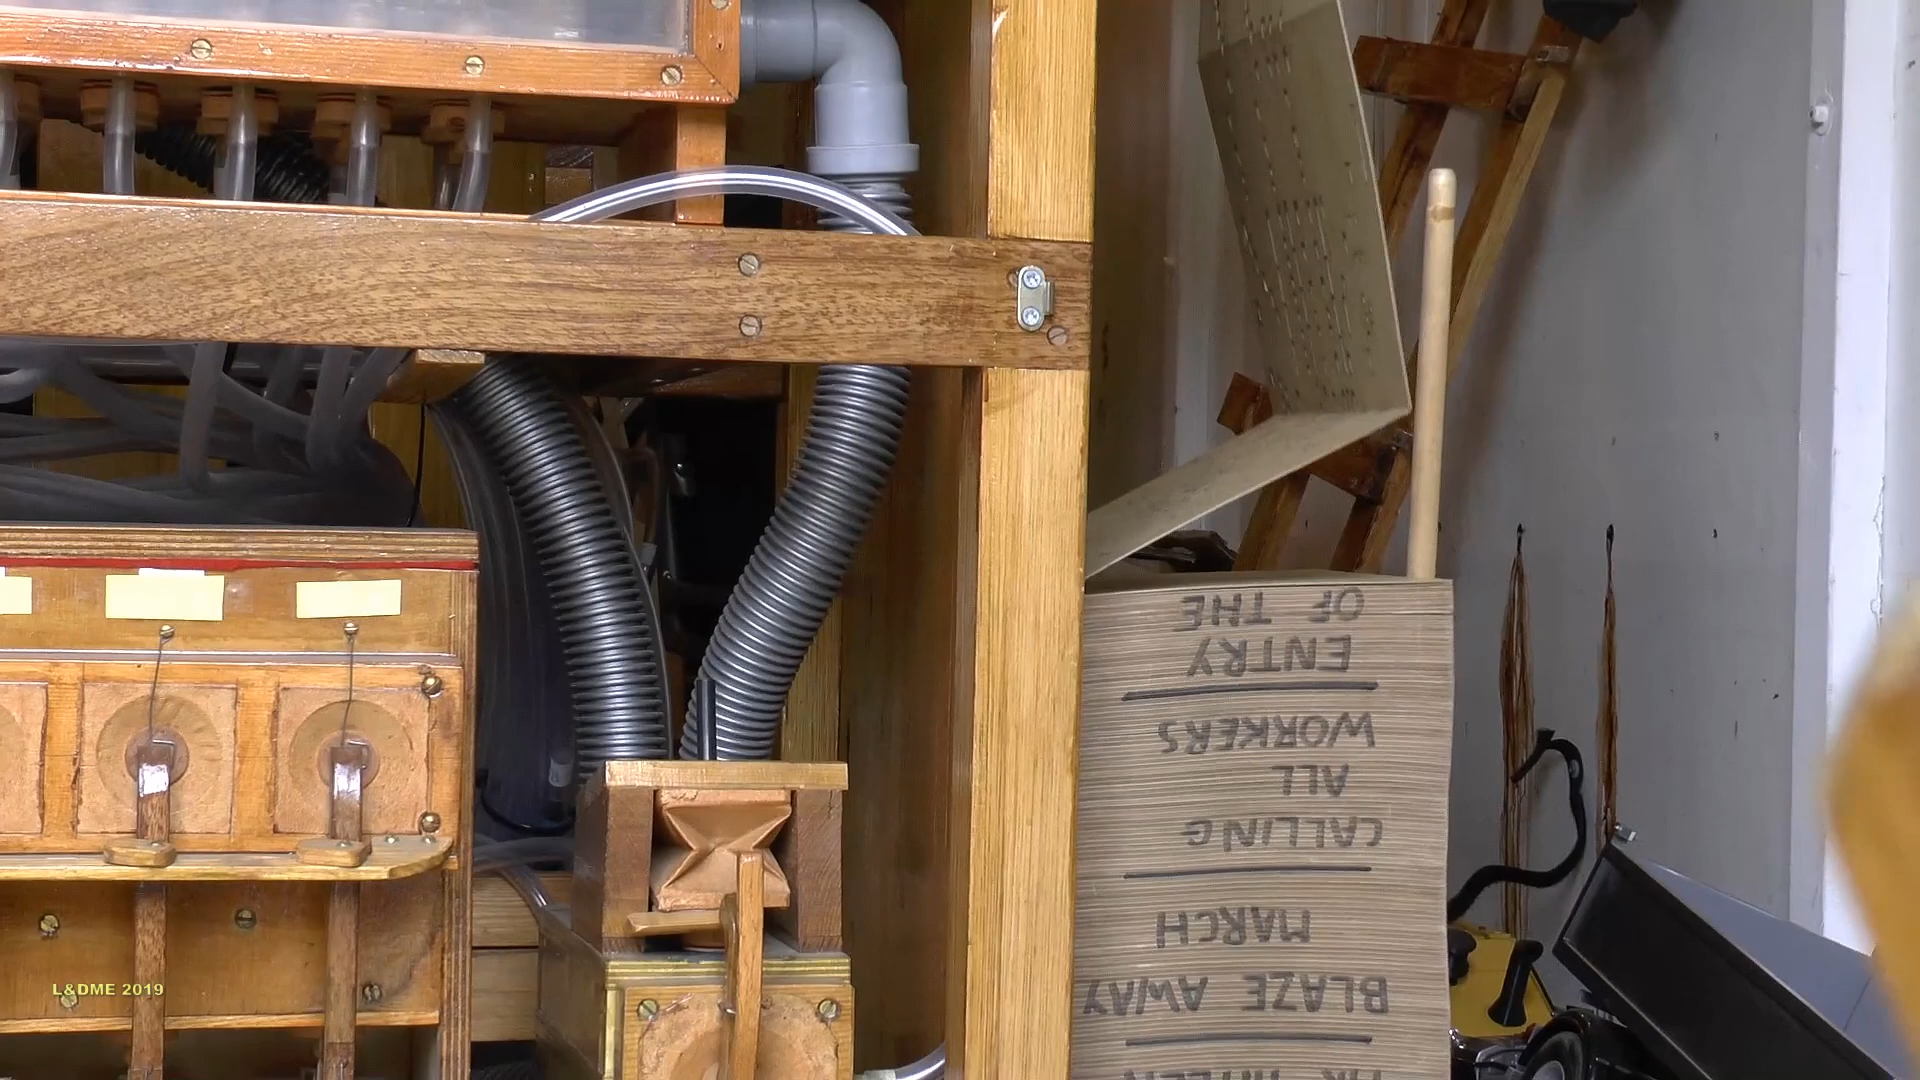 BLAZE AWAY
MARCH
CALLING
ALL
WORKERS
ENTRY
OF THE
L&DME 2019